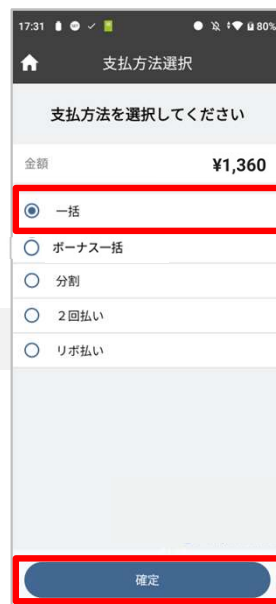 17:31 80%
支払方法選択
支払方法を選択してください
金額 ¥1,360
一括
ボーナス一括
分割
２回払い
リボ払い
確定